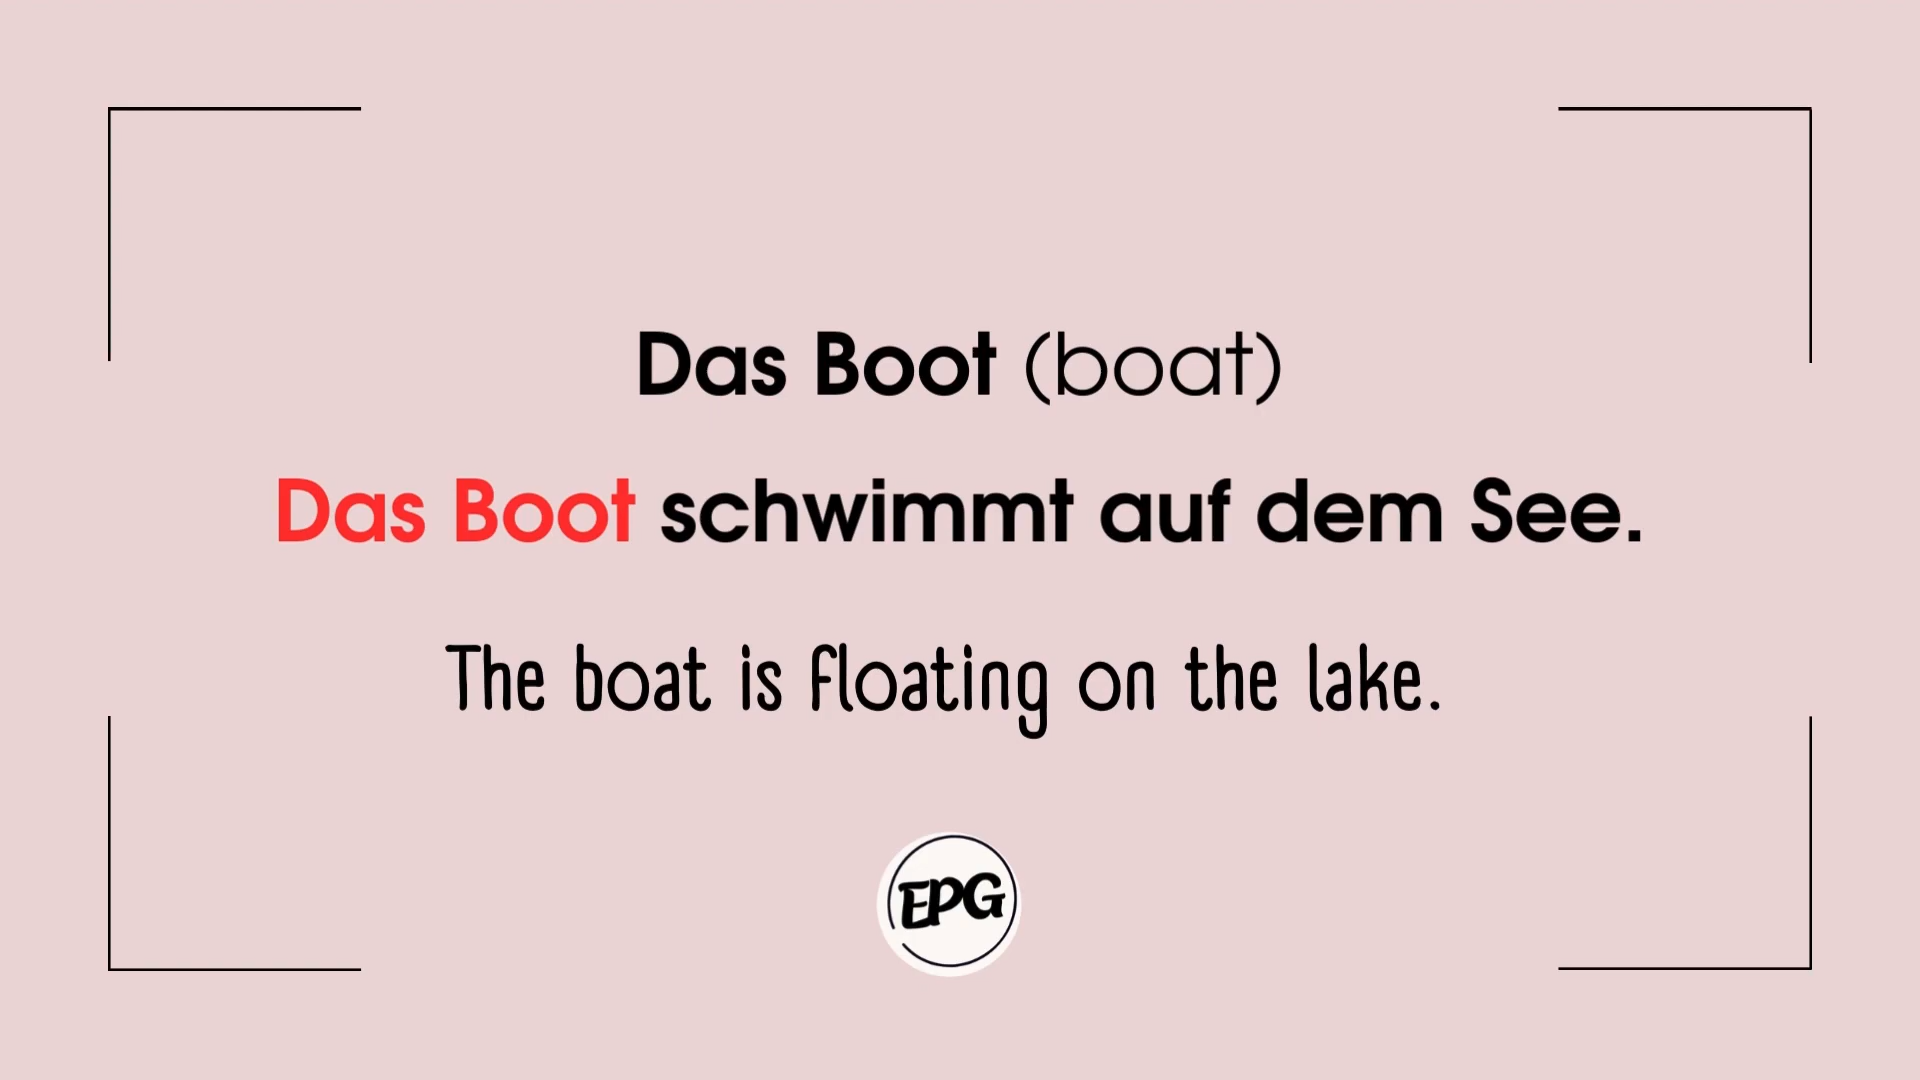 Das Boot (boat)
Das Boot schwimmt auf dem See.
The boat is floating on the lake.
EPG